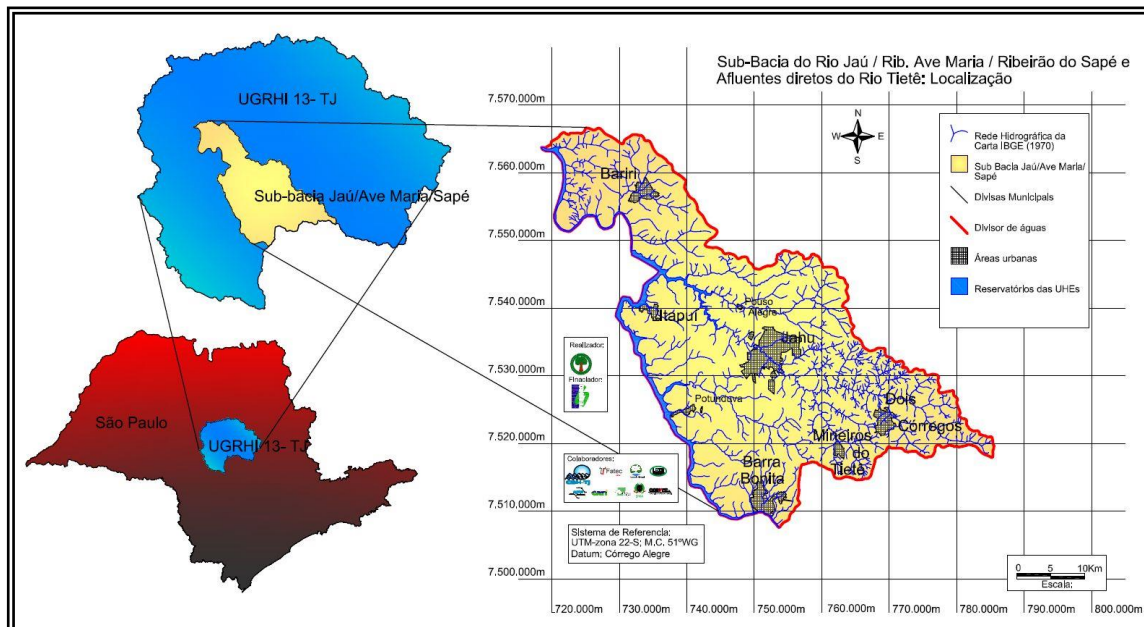 UGRHI 13- TJ
Sub-bacia Jaú/Ave Maria/Sapé
São Paulo
UGRHI 13- TJ
Sub-Bacia do Rio Jaú / Rib. Ave Maria / Ribeirão do Sapé e
Afluentes diretos do Rio Tietê: Localização
7.570.000m
7.560.000m
7.550.000m
7.540.000m
7.530.000m
7.520.000m
7.510.000m
7.500.000m
N
W E
S
Rede Hidrográfica da
Carta IBGE (1970)
Sub Bacia Jaú/Ave Maria/
Sapé
Divisas Municipais
Divisor de águas
Áreas urbanas
Reservatórios das UHEs
Bariri
Itapuí
Pouso
Alegre
Jahu
Potunduva
Dois
Córregos
Mineiros
do
Tietê
Barra
Bonita
Realizador:
Financiador:
Colaboradores:
Fatec
Sistema de Referencia:
UTM-zona 22-S; M.C. 51ºWG
Datum: Córrego Alegre
0 5 10Km
Escala:
720.000m 730.000m 740.000m 750.000m 760.000m 770.000m 780.000m 790.000m 800.000m